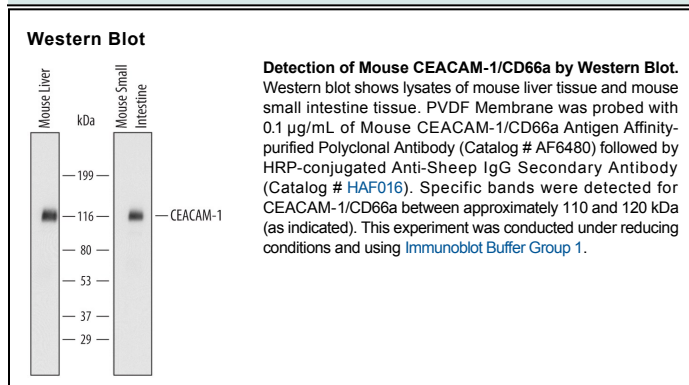 Western Blot
Mouse Liver
kDa
Mouse Small
Intestine
199
116
CEACAM-1
80
53
37
29
Detection of Mouse CEACAM-1/CD66a by Western Blot.
Western blot shows lysates of mouse liver tissue and mouse
small intestine tissue. PVDF Membrane was probed with
0.1 µg/mL of Mouse CEACAM-1/CD66a Antigen Affinity-
purified Polyclonal Antibody (Catalog # AF6480) followed by
HRP-conjugated Anti-Sheep IgG Secondary Antibody
(Catalog # HAF016). Specific bands were detected for
CEACAM-1/CD66a between approximately 110 and 120 kDa
(as indicated). This experiment was conducted under reducing
conditions and using Immunoblot Buffer Group 1.